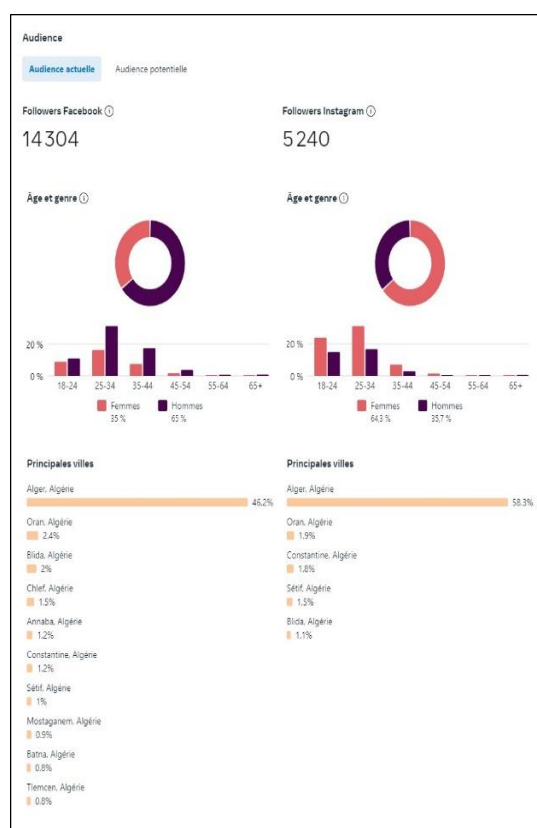 Audience
Audience actuelle Audience potentielle
Followers Facebook
14 304
Followers Instagram
5 240
Âge et genre
20 %
0 %
18-24 25-34 35-44 45-54 55-64 65+
Femmes Hommes
35 % 65 %
Âge et genre
20 %
0 %
18-24 25-34 35-44 45-54 55-64 65+
Femmes Hommes
64,3 % 35,7 %
Principales villes
Alger, Algérie
46.2%
Oran, Algérie
2.4%
Blida, Algérie
2%
Chlef, Algérie
1.5%
Annaba, Algérie
1.2%
Constantine, Algérie
1.2%
Sétif, Algérie
1%
Mostaganem, Algérie
0.9%
Batna, Algérie
0.8%
Tlemcen, Algérie
0.8%
Principales villes
Alger, Algérie
58.3%
Oran, Algérie
1.9%
Constantine, Algérie
1.8%
Sétif, Algérie
1.5%
Blida, Algérie
1.1%